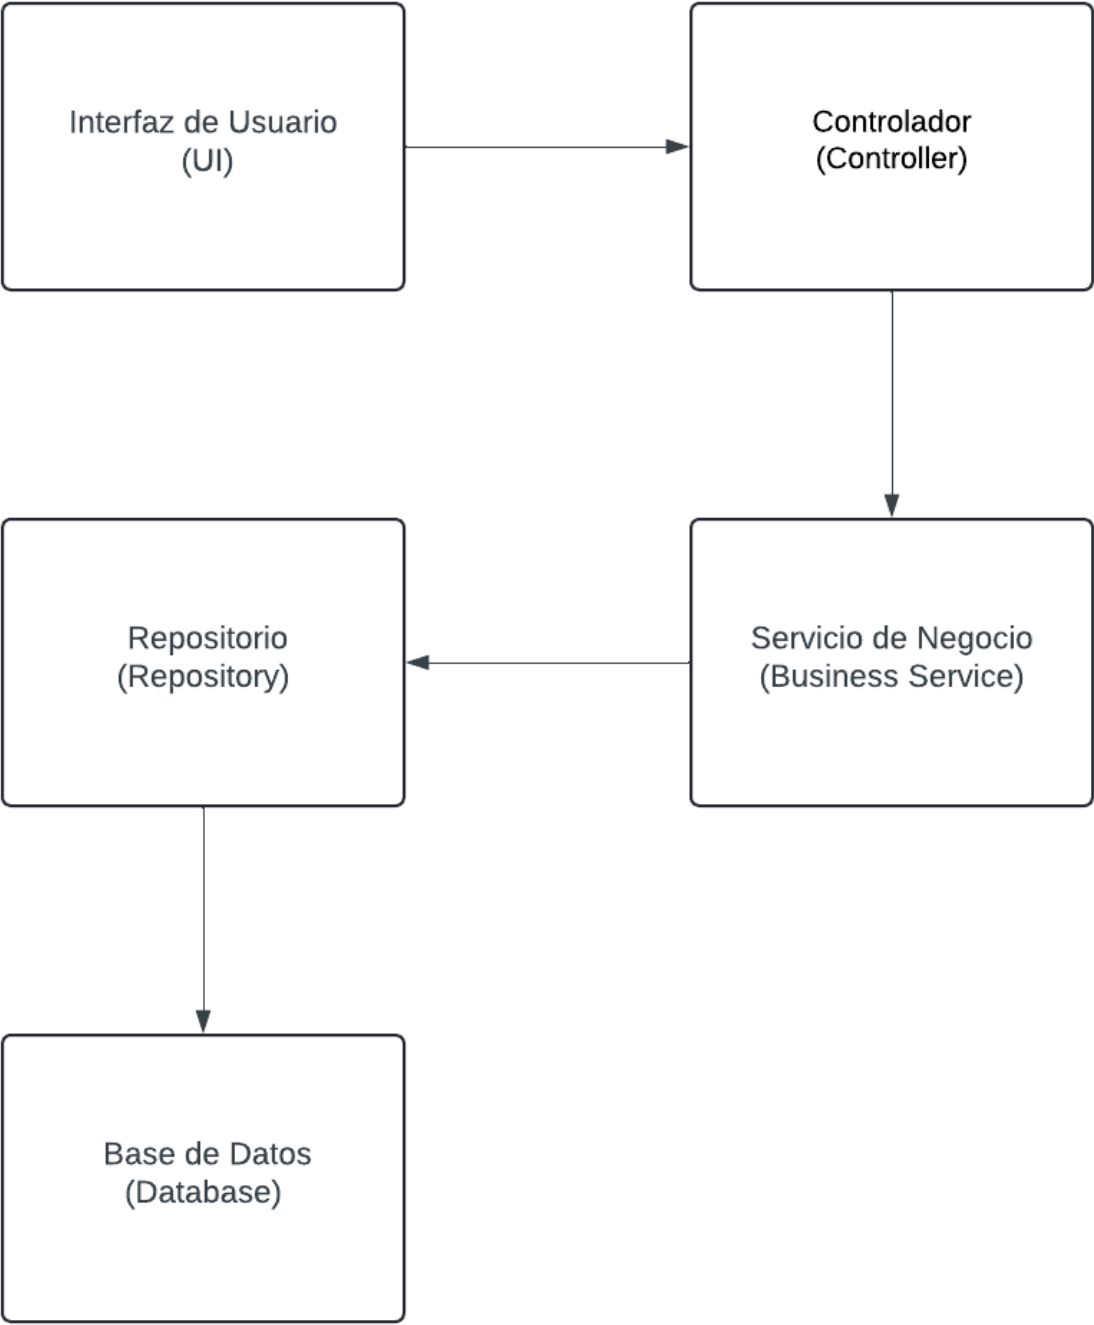 Interfaz de Usuario
(UI)
Controlador
(Controller)
Repositorio
(Repository)
Servicio de Negocio
(Business Service)
Base de Datos
(Database)